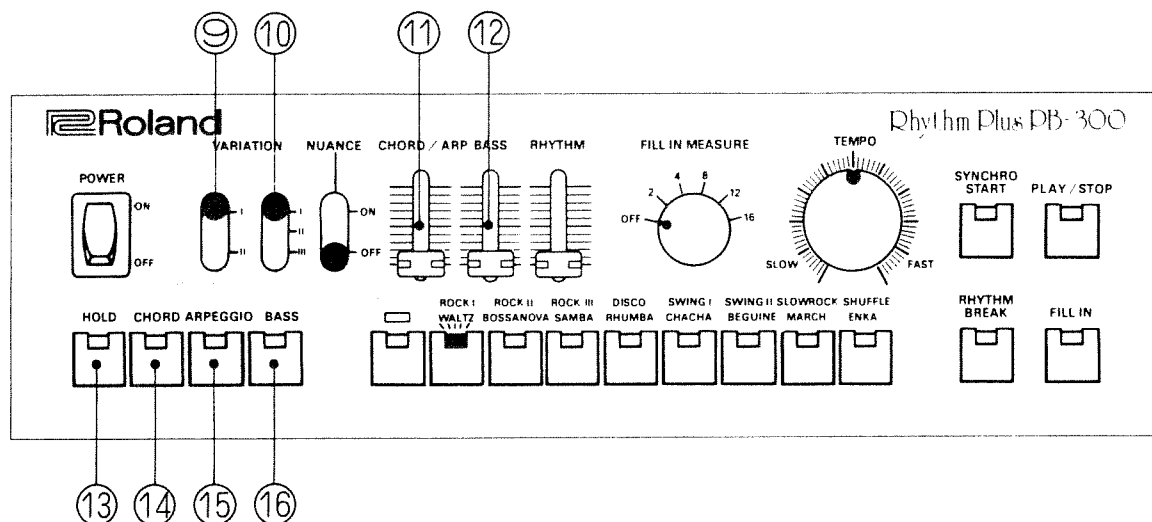 ⑨ ⑩ ⑪ ⑫
Roland
Rhythm Plus PB-300
POWER
ON
OFF
VARIATION
I
II
I
II
III
NUANCE
ON
OFF
CHORD / ARP BASS RHYTHM
FILL IN MEASURE
OFF 2 4 8 12 16
TEMPO
SLOW FAST
SYNCHRO
START
PLAY / STOP
HOLD CHORD ARPEGGIO BASS
ROCK I ROCK II ROCK III DISCO SWING I SWING II SLOWROCK SHUFFLE
WALTZ BOSSANOVA SAMBA RHUMBA CHACHA BEGUINE MARCH ENKA
RHYTHM
BREAK
FILL IN
⑬ ⑭ ⑮ ⑯